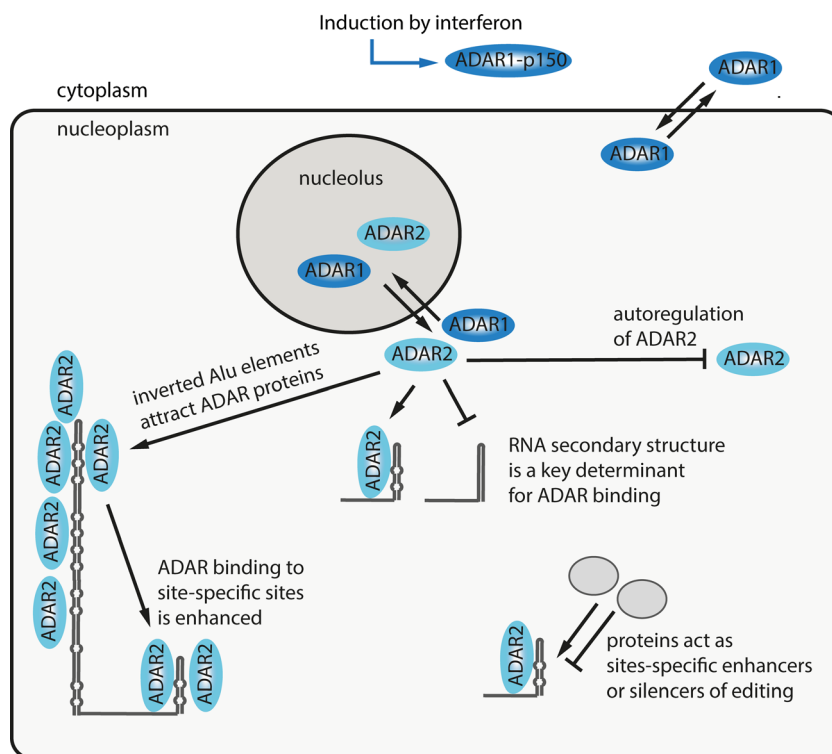 Induction by interferon
ADAR1-p150
ADAR1
cytoplasm
nucleoplasm
ADAR1
nucleolus
ADAR2
ADAR1
ADAR1
autoregulation
of ADAR2
ADAR2
ADAR2
inverted Alu elements
attract ADAR proteins
ADAR2
ADAR2
ADAR2
ADAR2
ADAR2
ADAR2
RNA secondary structure
is a key determinant
for ADAR binding
ADAR binding to
site-specific sites
is enhanced
ADAR2
ADAR2
ADAR2
proteins act as
sites-specific enhancers
or silencers of editing